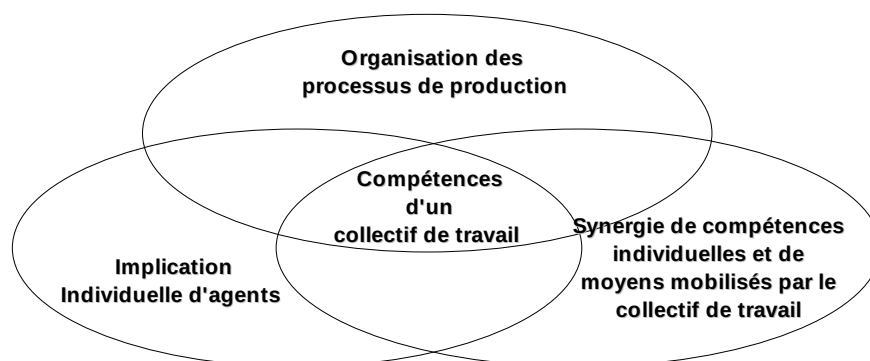 Organisation des
processus de production
Compétences
d'un
collectif de travail
Implication
Individuelle d'agents
Synergie de compétences
individuelles et de
moyens mobilisés par le
collectif de travail